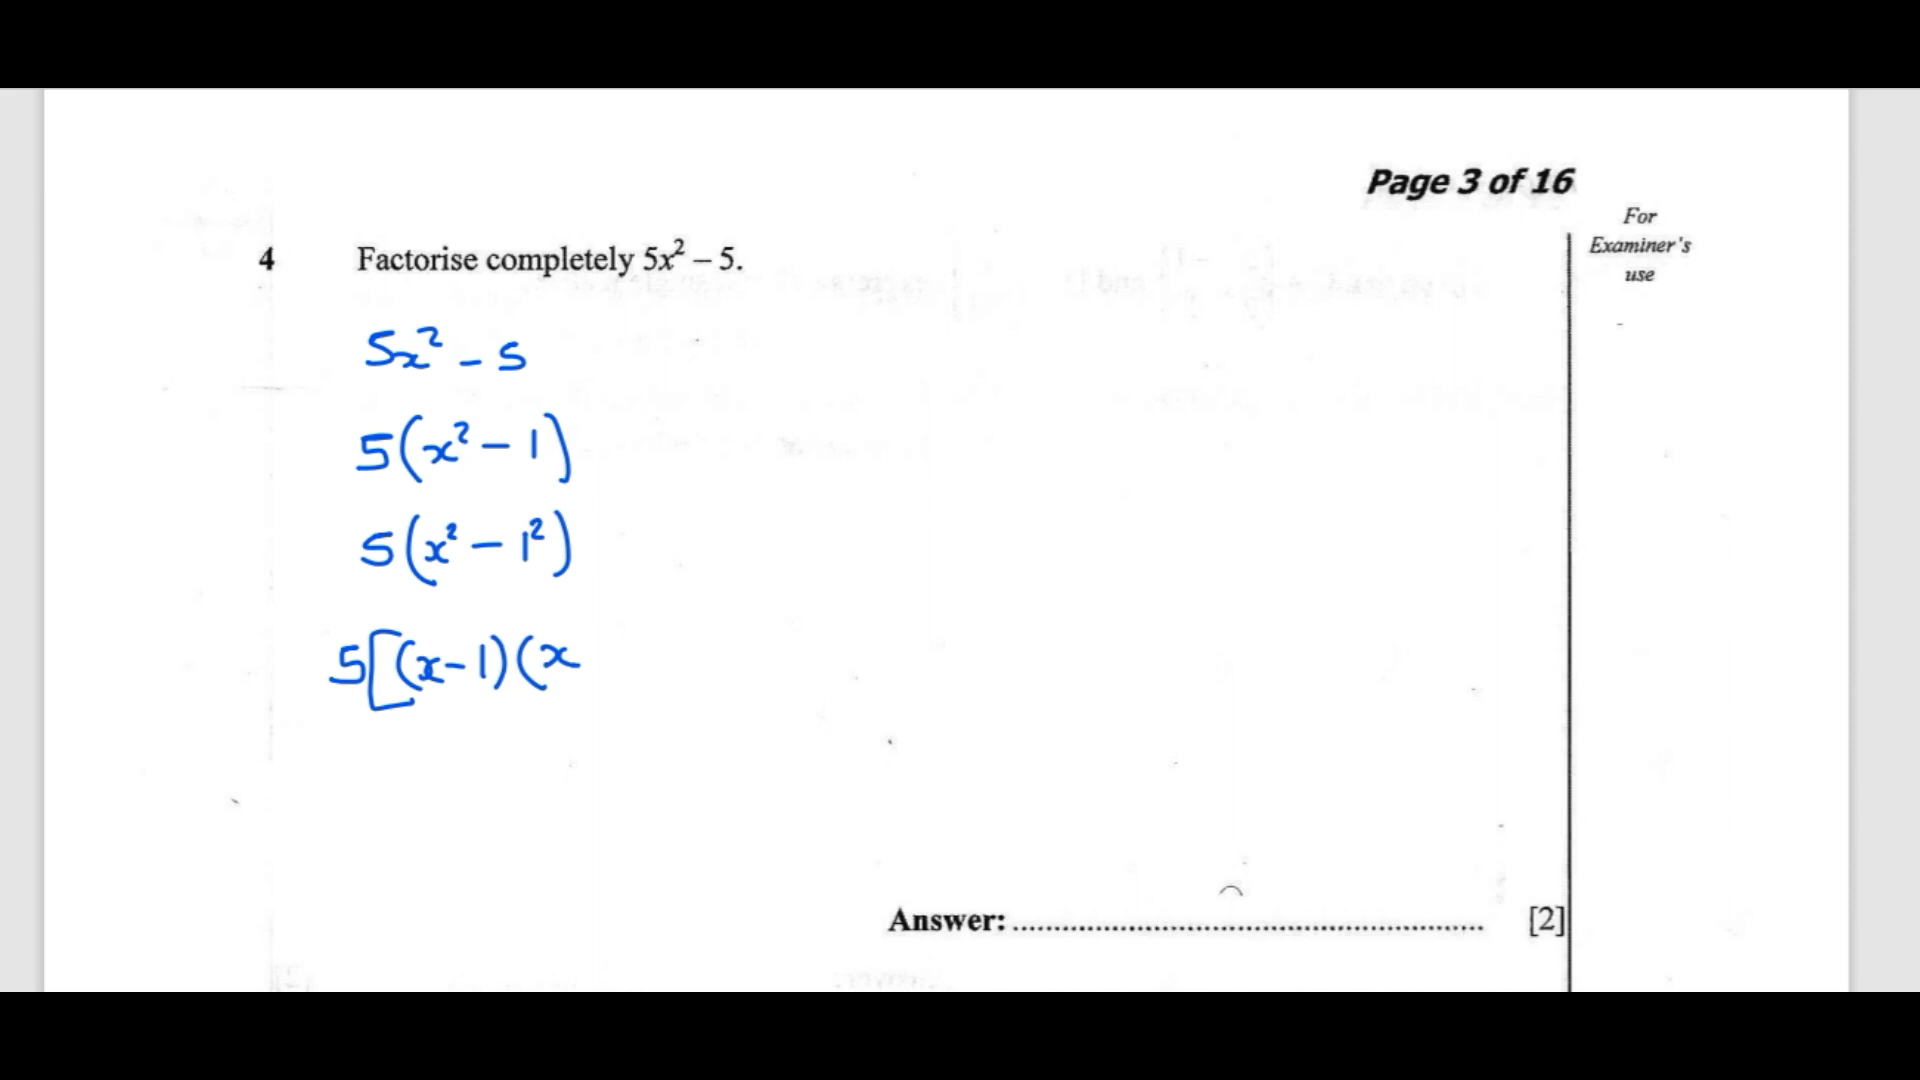 Page 3 of 16
For
Examiner's
use
4 Factorise completely 5x² – 5.
5x² - 5
5(x² - 1)
5(x² - 1²)
5[(x-1)(x
Answer: ........................................................ [2]